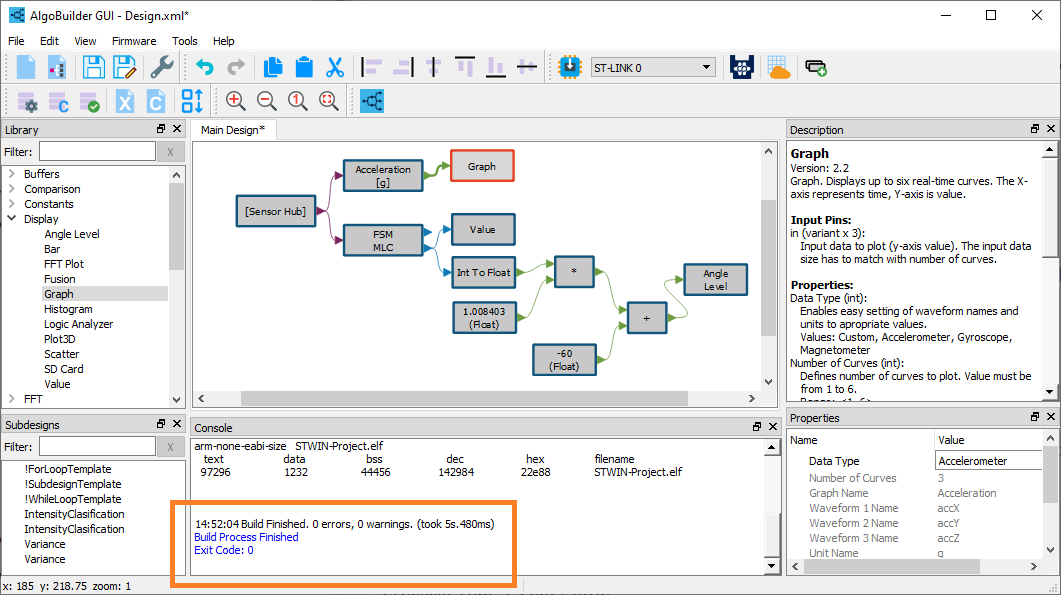 AlgoBuilder GUI - Design.xml*
File Edit View Firmware Tools Help
ST-LINK 0
X C
Library
Filter: X
Buffers
Comparison
Constants
Display
Angle Level
Bar
FFT Plot
Fusion
Graph
Histogram
Logic Analyzer
Plot3D
Scatter
SD Card
Value
FFT
Subdesigns
Filter: X
!ForLoopTemplate
!SubdesignTemplate
!WhileLoopTemplate
IntensityClasification
IntensityClasification
Variance
Variance
Main Design*
[Sensor Hub]
Acceleration
[g]
Graph
FSM
MLC
Value
Int To Float
1.008403
(Float)
*
-60
(Float)
+
Angle
Level
Console
arm-none-eabi-size STWIN-Project.elf
text data bss dec hex filename
97296 1232 44456 142984 22e88 STWIN-Project.elf
14:52:04 Build Finished. 0 errors, 0 warnings. (took 5s.480ms)
Build Process Finished
Exit Code: 0
Description
Graph
Version: 2.2
Graph. Displays up to six real-time curves. The X-
axis represents time, Y-axis is value.
Input Pins:
in (variant x 3):
Input data to plot (y-axis value). The input data
size has to match with number of curves.
Properties:
Data Type (int):
Enables easy setting of waveform names and
units to apropriate values.
Values: Custom, Accelerometer, Gyroscope,
Magnetometer
Number of Curves (int):
Defines number of curves to plot. Value must be
from 1 to 6.
Properties
Name Value
Data Type Accelerometer
Number of Curves 3
Graph Name Acceleration
Waveform 1 Name accX
Waveform 2 Name accY
Waveform 3 Name accZ
Unit Name g
x: 185 y: 218.75 zoom: 1